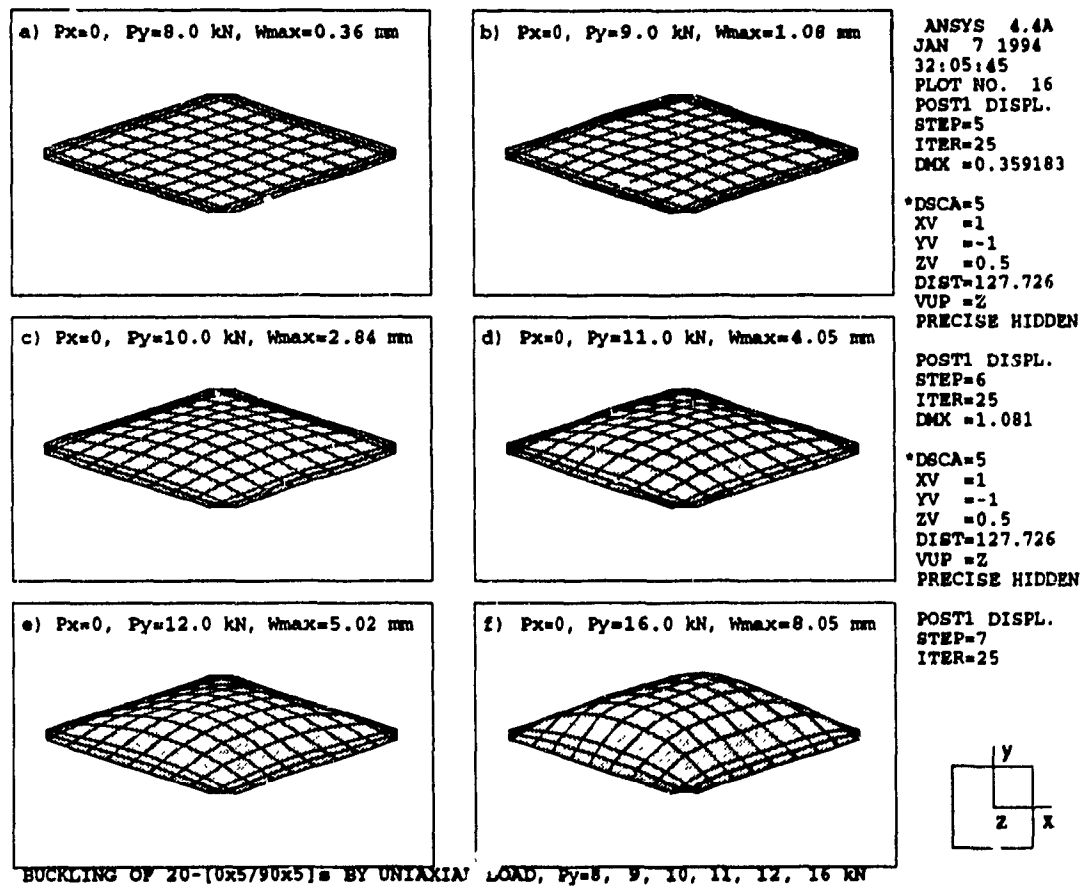 a) Px=0, Py=8.0 kN, Wmax=0.36 mm
b) Px=0, Py=9.0 kN, Wmax=1.08 mm
c) Px=0, Py=10.0 kN, Wmax=2.84 mm
d) Px=0, Py=11.0 kN, Wmax=4.05 mm
e) Px=0, Py=12.0 kN, Wmax=5.02 mm
f) Px=0, Py=16.0 kN, Wmax=8.05 mm
ANSYS 4.4A
JAN 7 1994
32:05:45
PLOT NO. 16
POST1 DISPL.
STEP=5
ITER=25
DMX =0.359183
*DSCA=5
XV =1
YV =-1
ZV =0.5
DIST=127.726
VUP =Z
PRECISE HIDDEN
POST1 DISPL.
STEP=6
ITER=25
DMX =1.081
*DSCA=5
XV =1
YV =-1
ZV =0.5
DIST=127.726
VUP =Z
PRECISE HIDDEN
POST1 DISPL.
STEP=7
ITER=25
y
Z X
BUCKLING OF 20-[0x5/90x5]s BY UNIAXIAL LOAD, Py=8, 9, 10, 11, 12, 16 kN